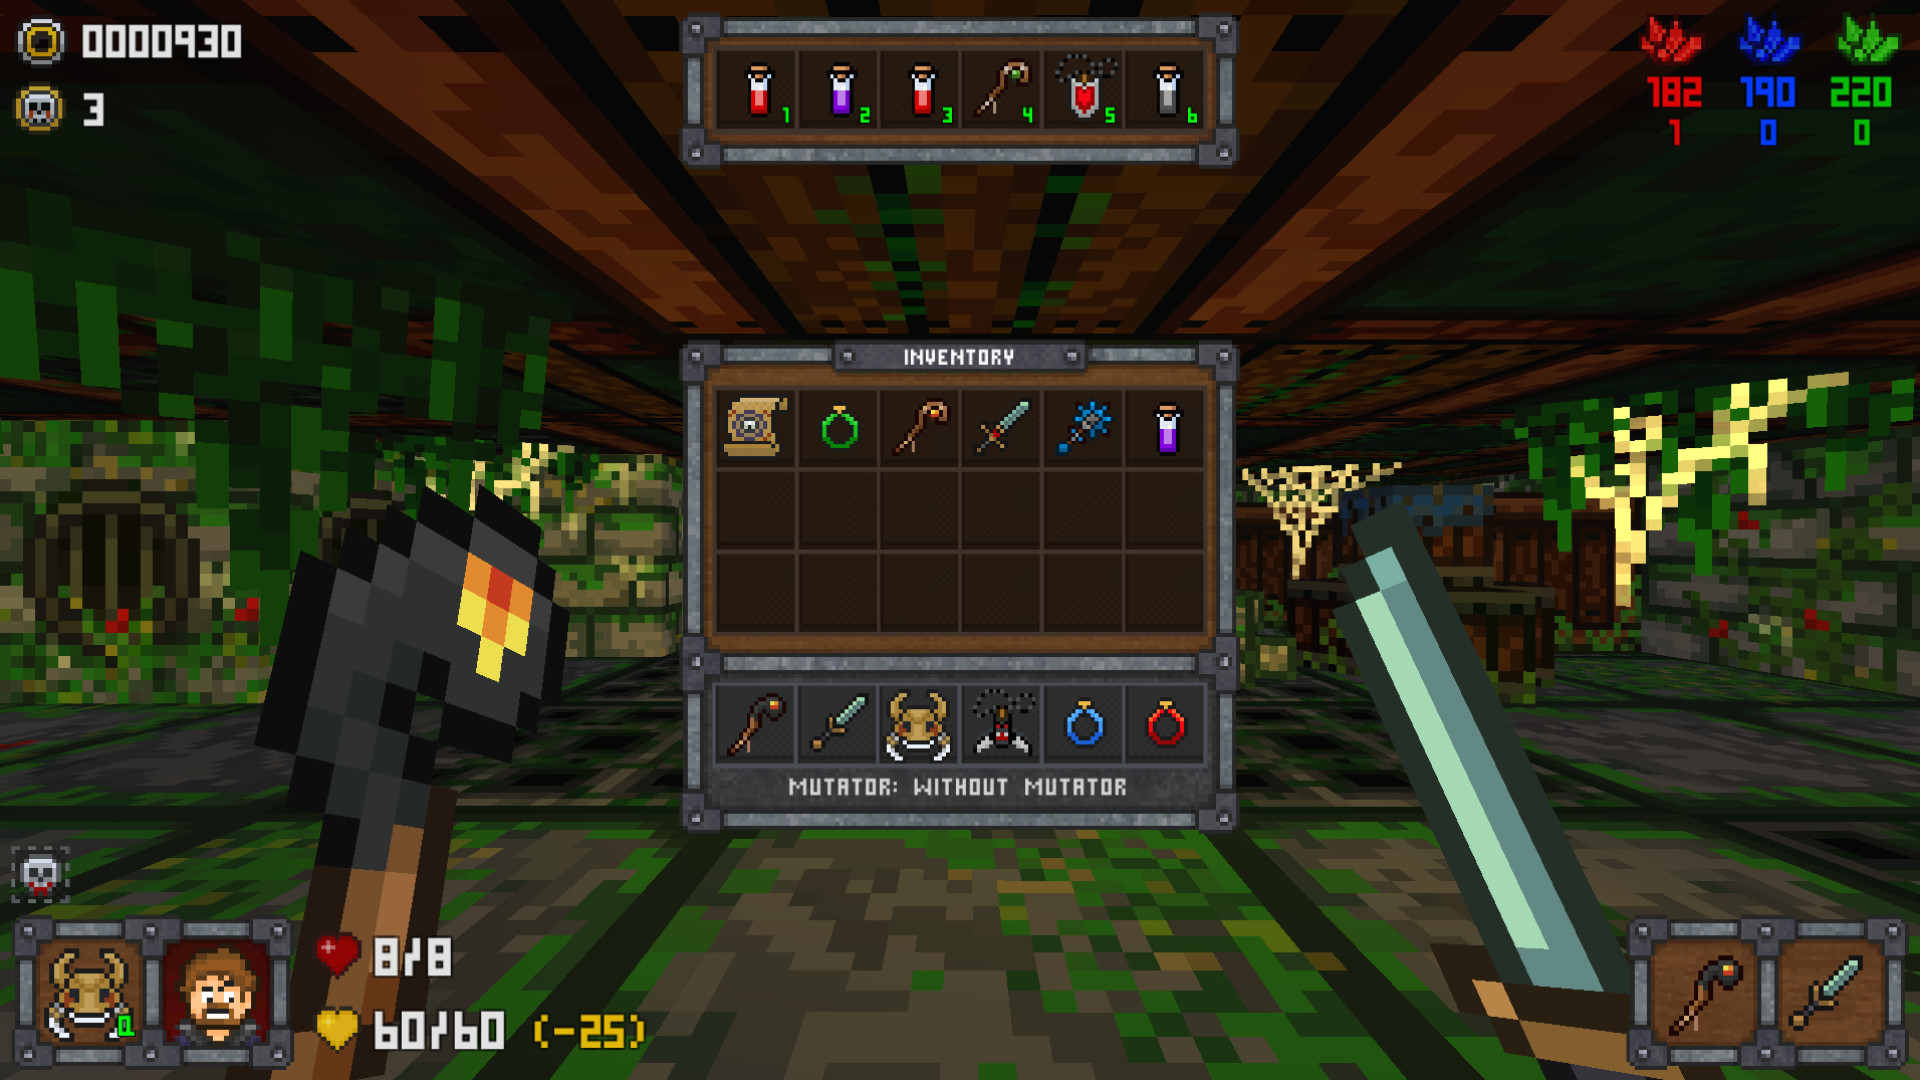 0000930
3
1 2 3 4 5 6
182 190 220
1 0 0
INVENTORY
MUTATOR: WITHOUT MUTATOR
Q
8/8
60/60 (-25)